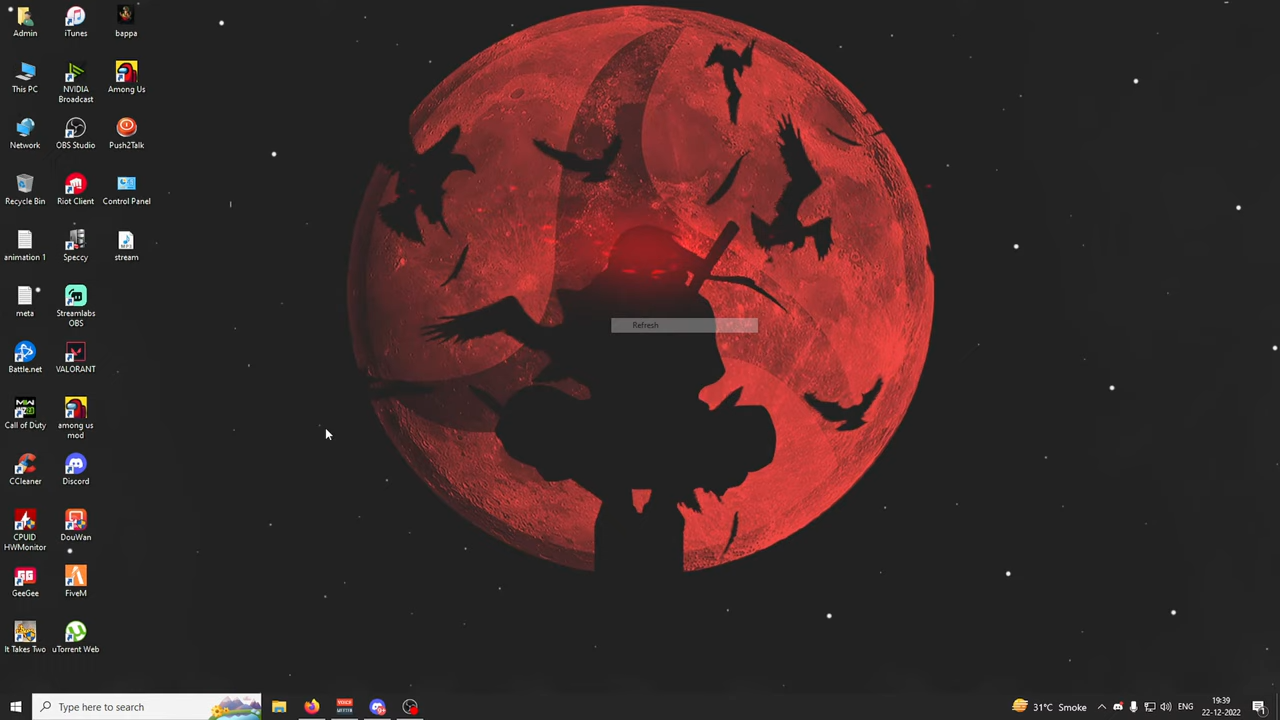 Admin
iTunes
bappa
This PC
NVIDIA
Broadcast
Among Us
Network
OBS Studio
Push2Talk
Recycle Bin
Riot Client
Control Panel
animation 1
Speccy
stream
meta
Streamlabs
OBS
Battle.net
VALORANT
Call of Duty
among us
mod
CCleaner
Discord
CPUID
HWMonitor
DouWan
GeeGee
FiveM
It Takes Two
uTorrent Web
Refresh
Type here to search
31°C Smoke
ENG
19:39
22-12-2022